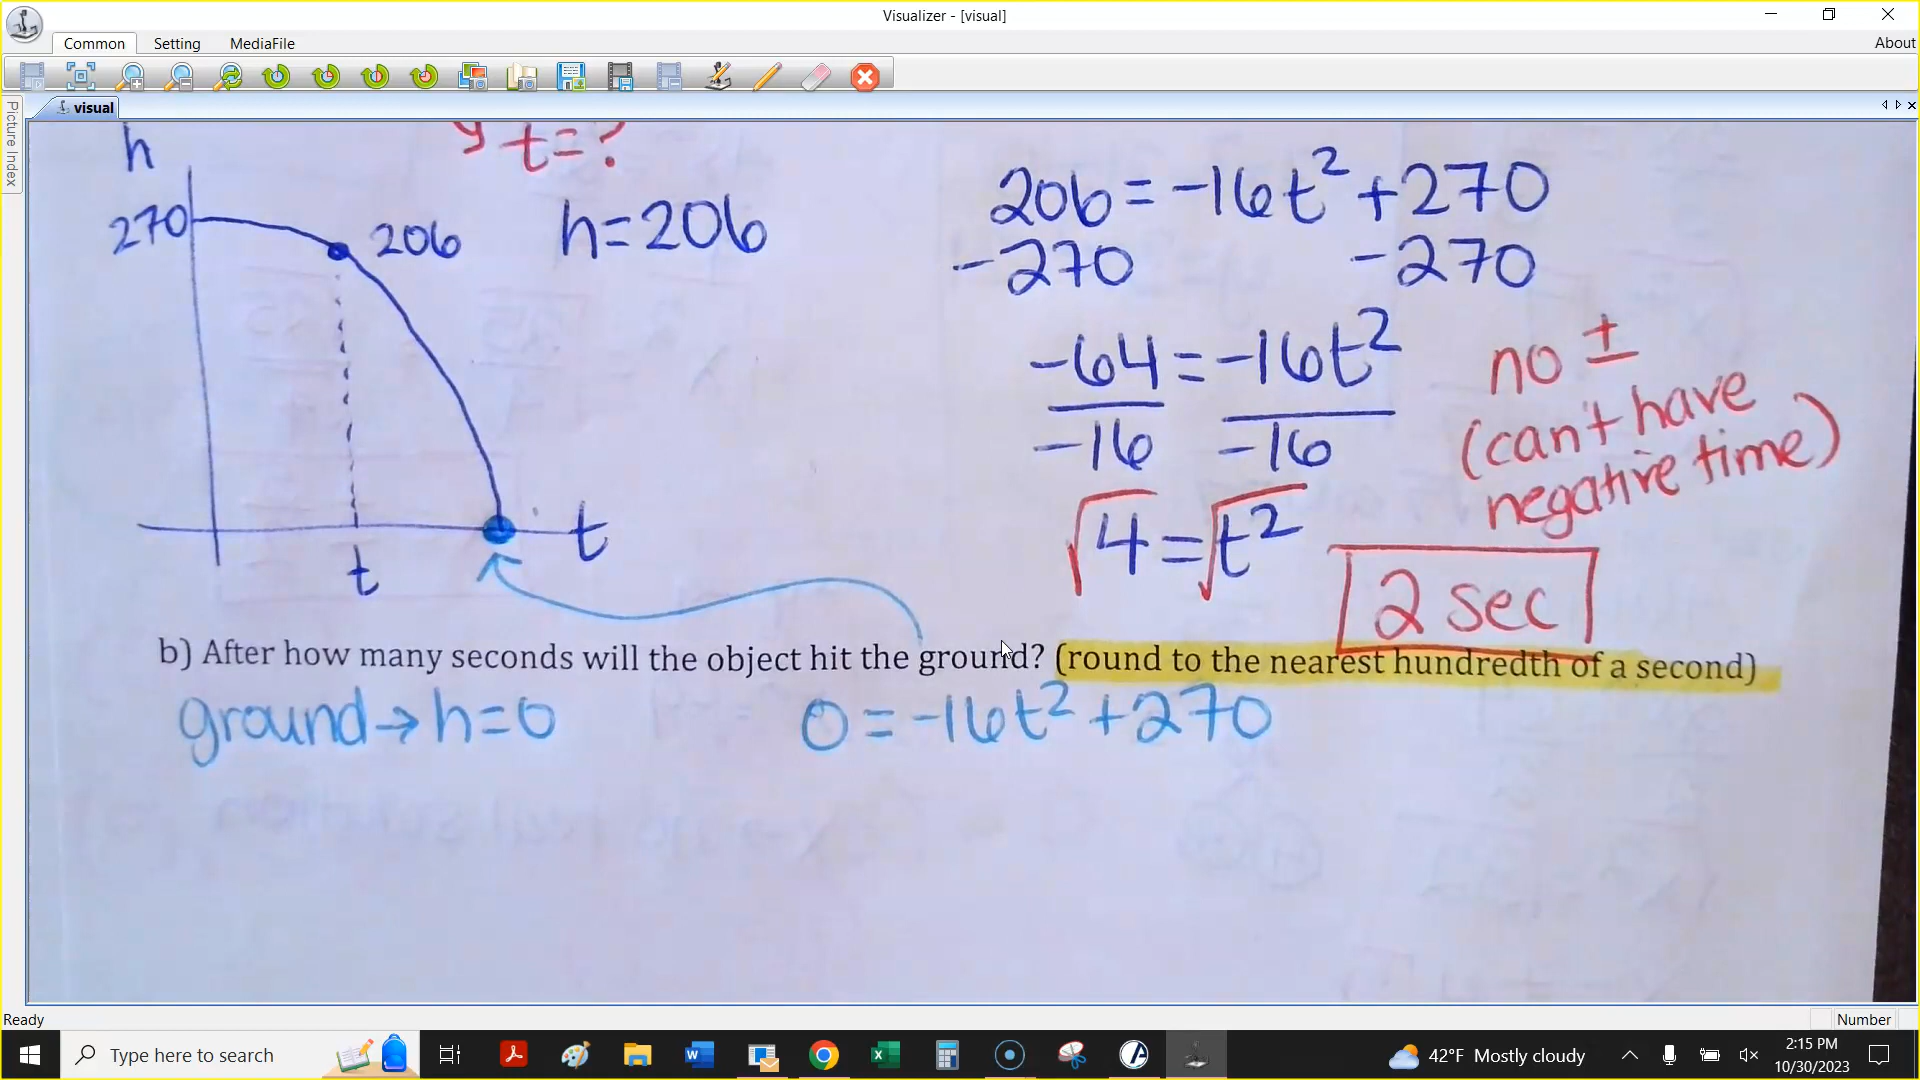 Visualizer - [visual]
Common Setting MediaFile
About
visual
Picture Index
h
y t=?
270
206
h=206
t
t
206 = -16t² + 270
-270 -270
-64 = -16t²
-16 -16
√4 = √t²
no ±
(can't have
negative time)
2 sec
b) After how many seconds will the object hit the ground? (round to the nearest hundredth of a second)
ground → h=0
0 = -16t² + 270
Ready
Number
Type here to search
42°F Mostly cloudy
2:15 PM
10/30/2023